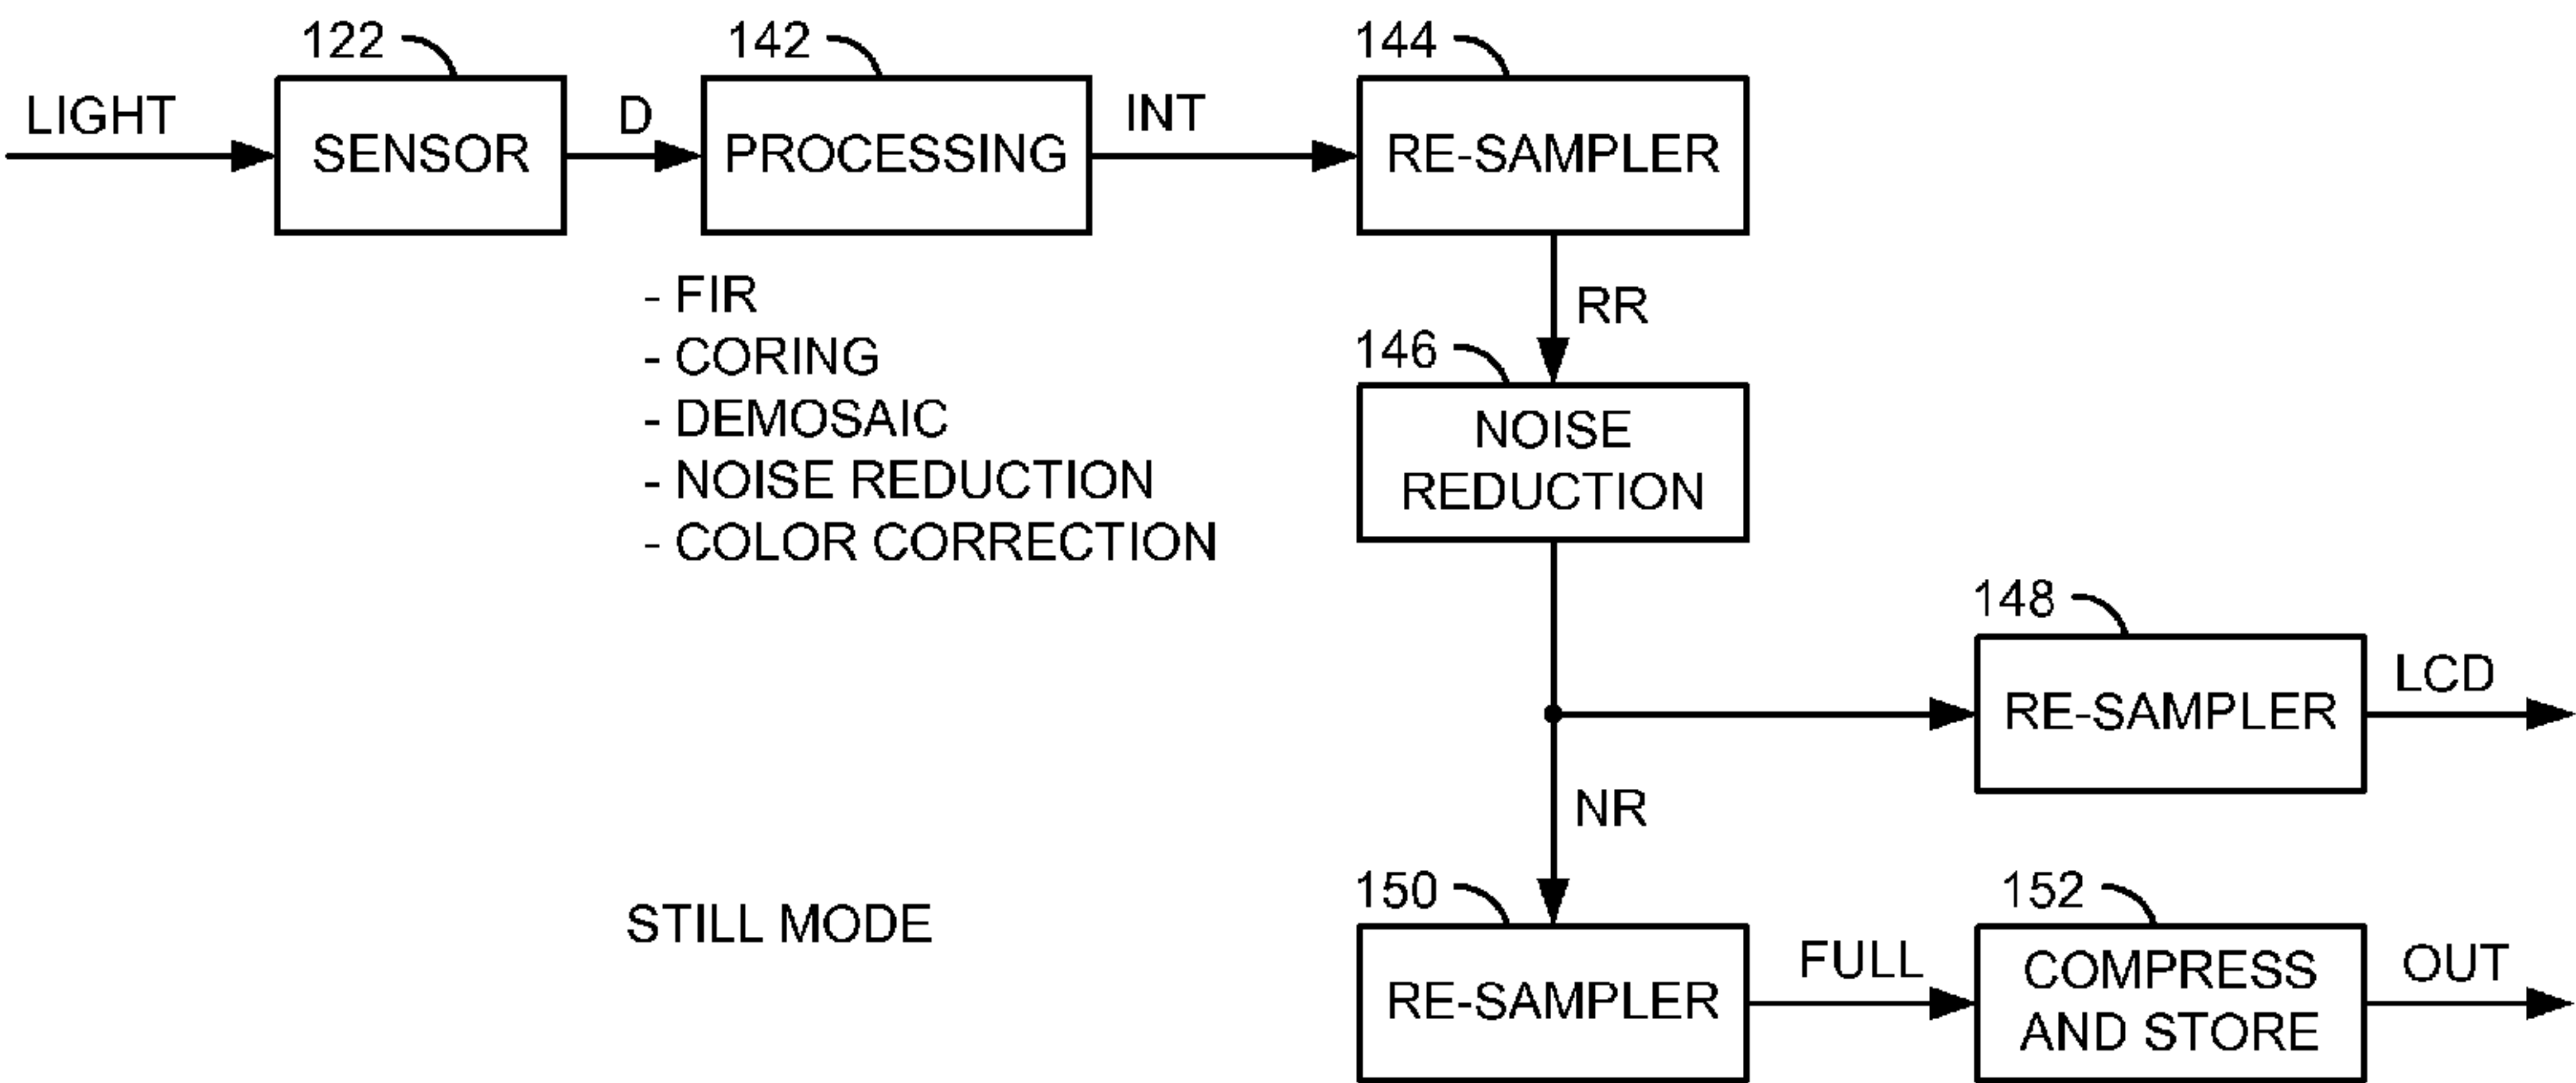 122
142
144
LIGHT
SENSOR
D
PROCESSING
INT
RE-SAMPLER
- FIR
- CORING
- DEMOSAIC
- NOISE REDUCTION
- COLOR CORRECTION
RR
146
NOISE
REDUCTION
148
RE-SAMPLER
LCD
NR
STILL MODE
150
RE-SAMPLER
FULL
152
COMPRESS
AND STORE
OUT